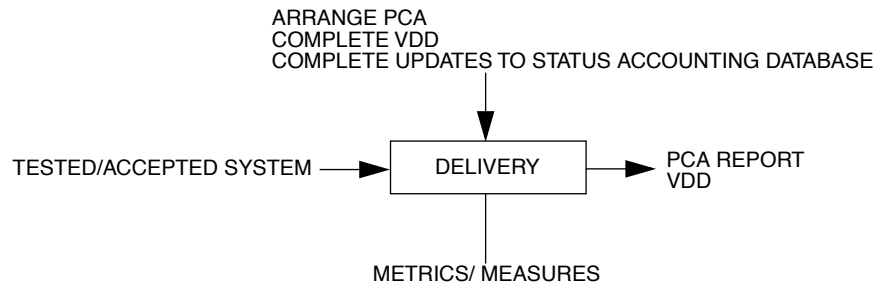 ARRANGE PCA
COMPLETE VDD
COMPLETE UPDATES TO STATUS ACCOUNTING DATABASE
TESTED/ACCEPTED SYSTEM
DELIVERY
PCA REPORT
VDD
METRICS/ MEASURES